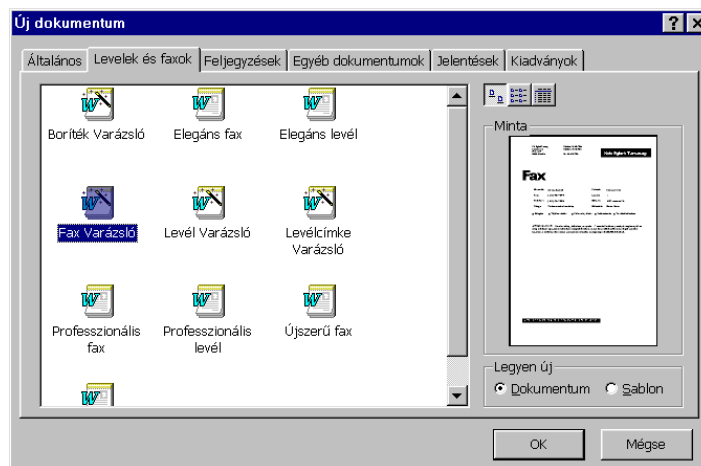 Új dokumentum
Általános Levelek és faxok Feljegyzések Egyéb dokumentumok Jelentések Kiadványok
Boríték Varázsló Elegáns fax Elegáns levél
Fax Varázsló Levél Varázsló Levélcímke
Varázsló
Professzionális Professzionális Újszerű fax
fax levél
Minta
Fax
Legyen új
Dokumentum Sablon
OK Mégse